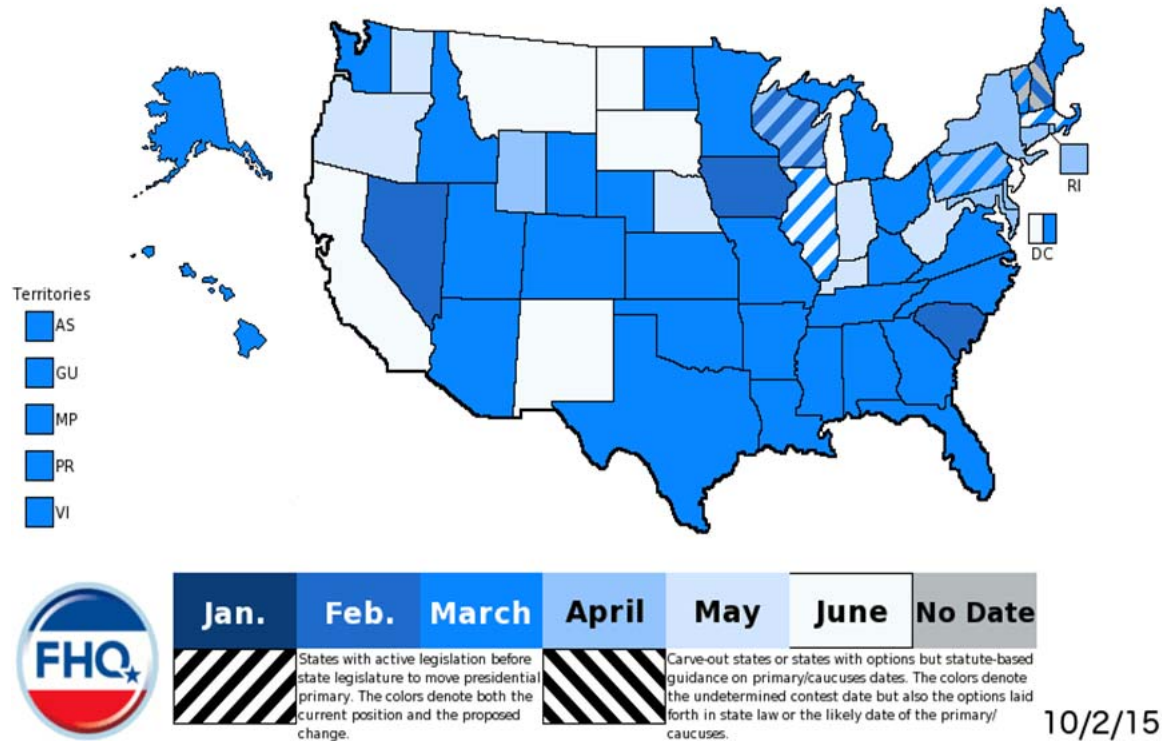 RI
DC
Territories
AS
GU
MP
PR
VI
Jan.
Feb.
March
April
May
June
No Date
States with active legislation before
state legislature to move presidential
primary. The colors denote both the
current position and the proposed
change.
Carve-out states or states with options but statute-based
guidance on primary/caucuses dates. The colors denote
the undetermined contest date but also the options laid
forth in state law or the likely date of the primary/
caucuses.
FHQ
10/2/15